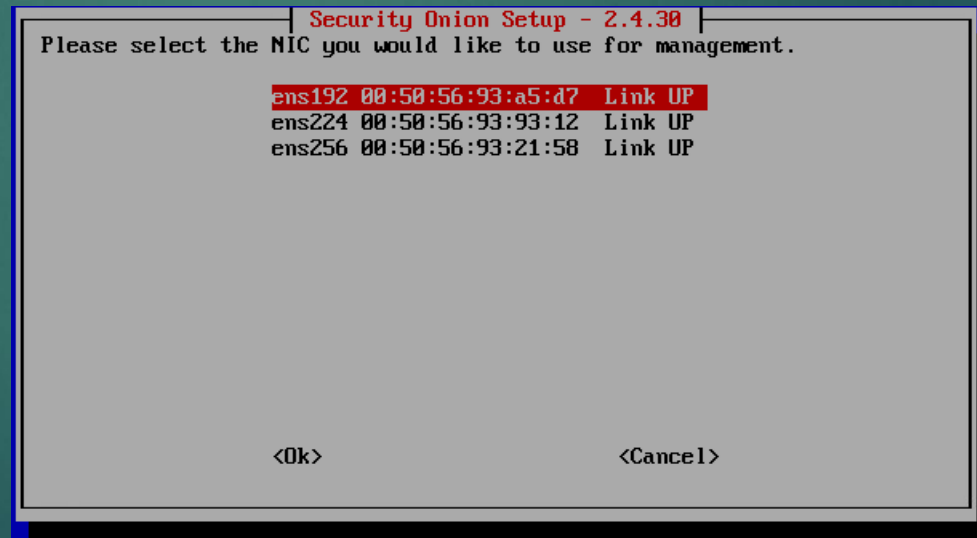 Security Onion Setup - 2.4.30
Please select the NIC you would like to use for management.
ens192 00:50:56:93:a5:d7 Link UP
ens224 00:50:56:93:93:12 Link UP
ens256 00:50:56:93:21:58 Link UP
<Ok> <Cancel>